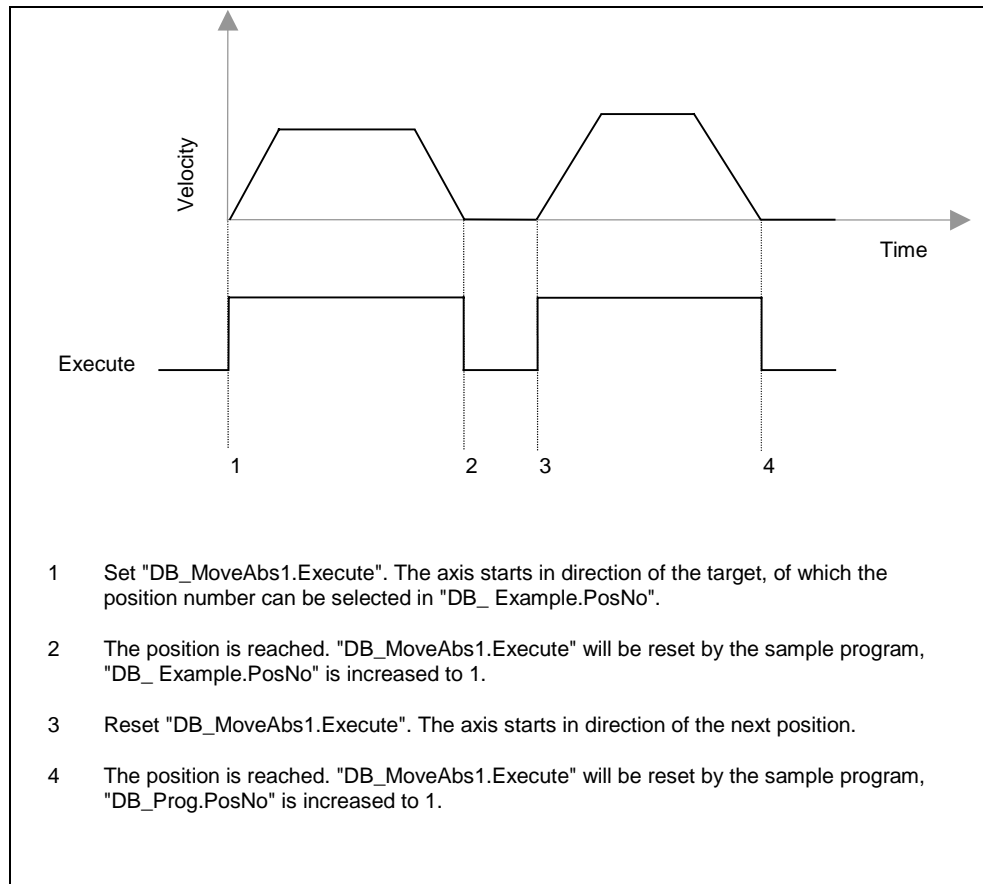 Velocity
Time
Execute
1
2
3
4
1 Set "DB_MoveAbs1.Execute". The axis starts in direction of the target, of which the
position number can be selected in "DB_ Example.PosNo".
2 The position is reached. "DB_MoveAbs1.Execute" will be reset by the sample program,
"DB_ Example.PosNo" is increased to 1.
3 Reset "DB_MoveAbs1.Execute". The axis starts in direction of the next position.
4 The position is reached. "DB_MoveAbs1.Execute" will be reset by the sample program,
"DB_Prog.PosNo" is increased to 1.